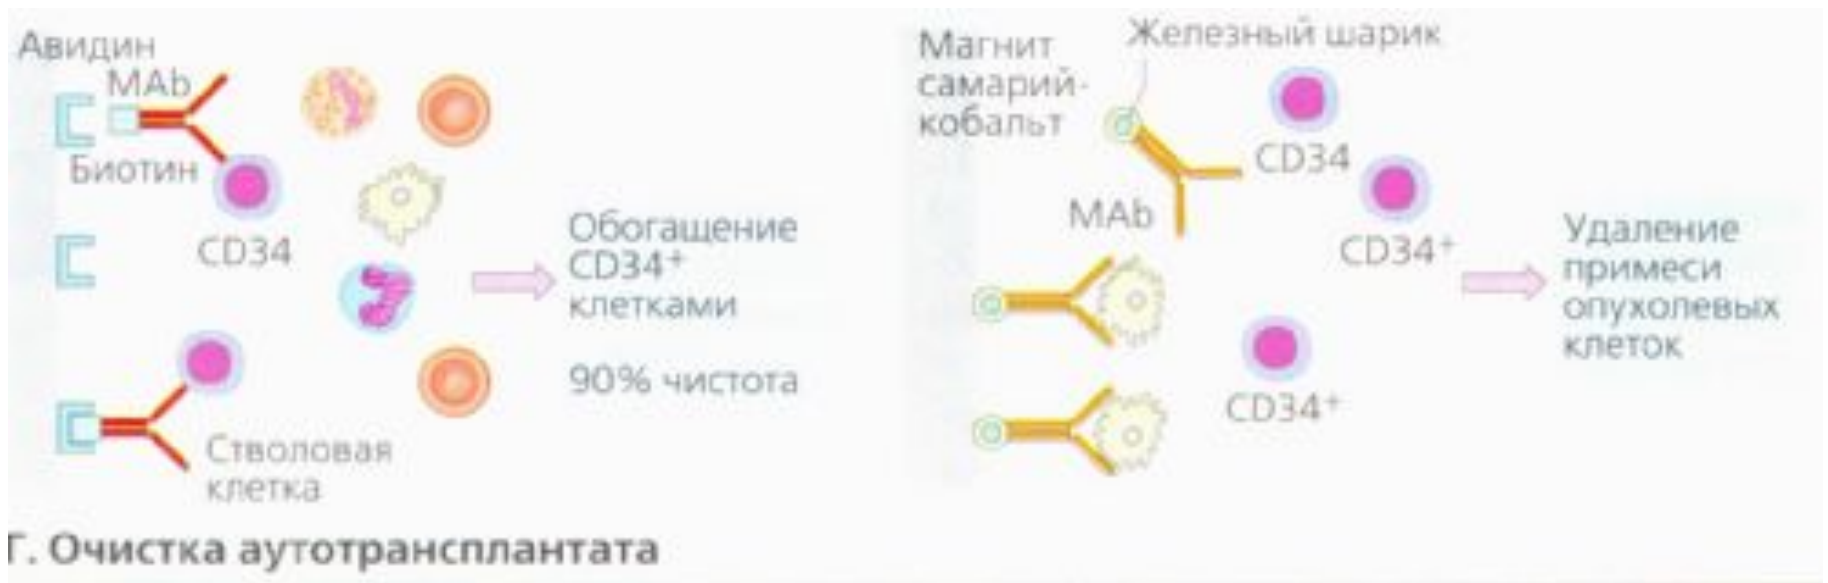 Авидин
MAb
Биотин
CD34
Стволовая
клетка
Обогащение
CD34+
клетками
90% чистота
Магнит
самарий-
кобальт
Железный шарик
CD34
MAb
CD34+
CD34+
Удаление
примеси
опухолевых
клеток
Г. Очистка аутотрансплантата